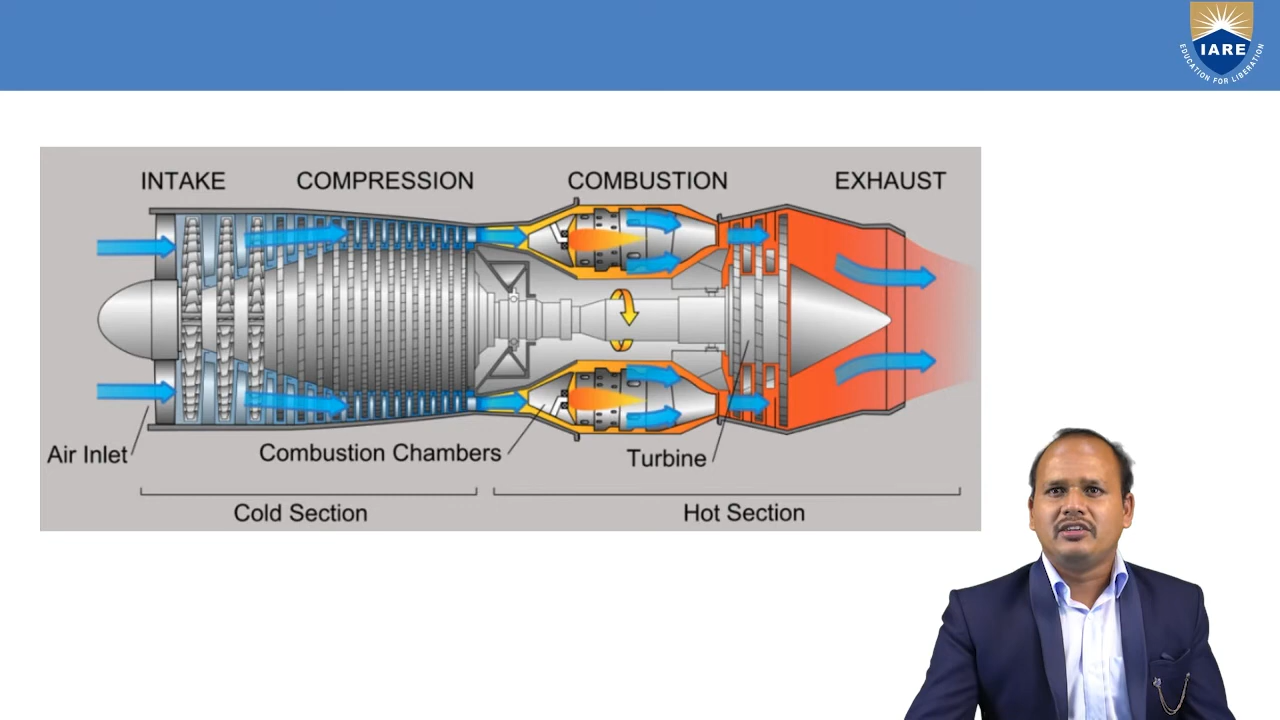 IARE
EDUCATION FOR LIBERATION
INTAKE COMPRESSION COMBUSTION EXHAUST
Air Inlet
Combustion Chambers
Turbine
Cold Section
Hot Section